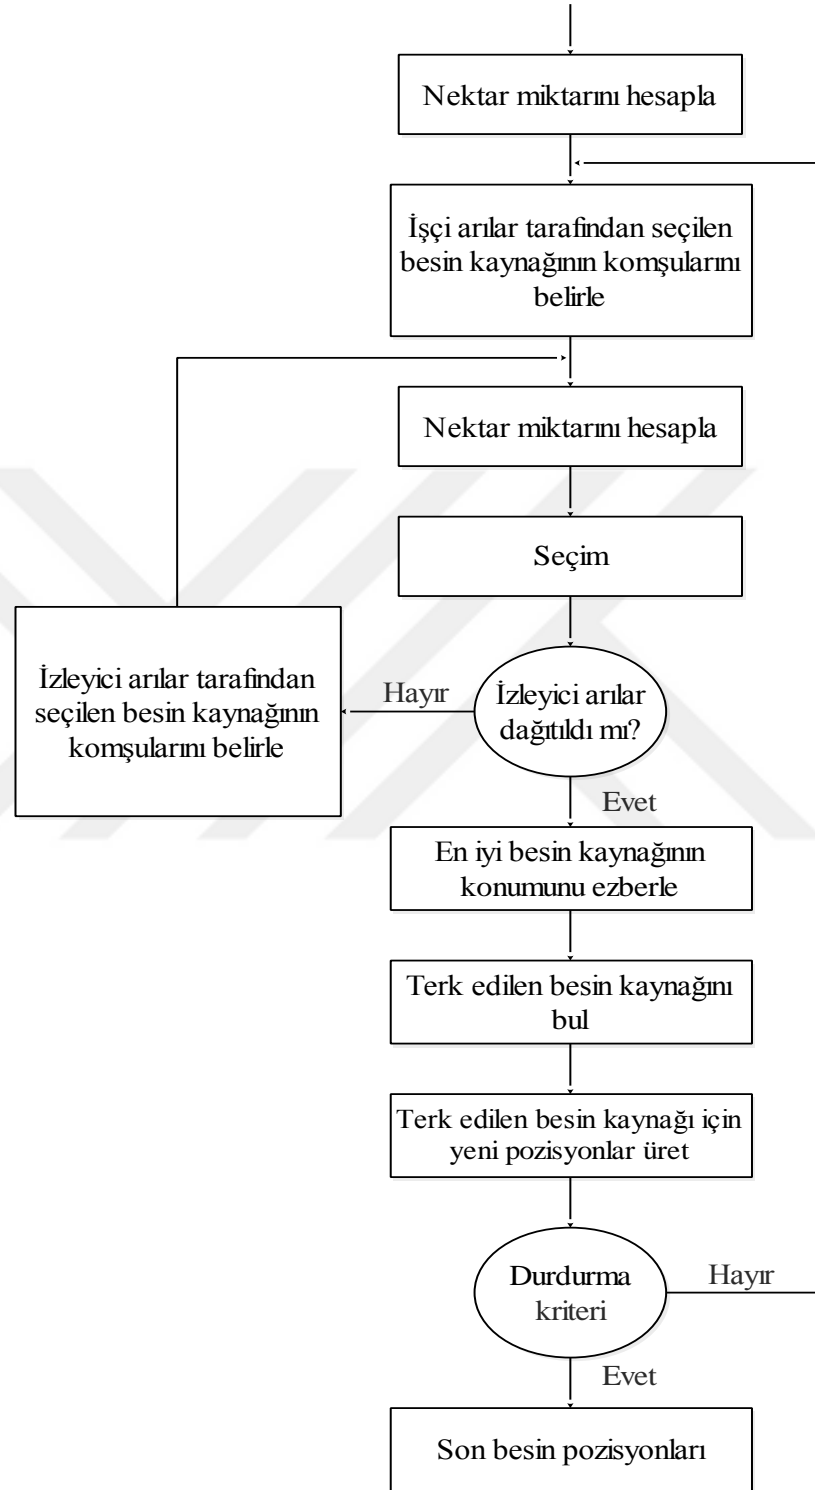 Nektar miktarını hesapla
İşçi arılar tarafından seçilen
besin kaynağının komşularını
belirle
Nektar miktarını hesapla
Seçim
İzleyici arılar tarafından
seçilen besin kaynağının
komşularını belirle
Hayır
İzleyici arılar
dağıtıldı mı?
Evet
En iyi besin kaynağının
konumunu ezberle
Terk edilen besin kaynağını
bul
Terk edilen besin kaynağı için
yeni pozisyonlar üret
Durdurma
kriteri
Hayır
Evet
Son besin pozisyonları